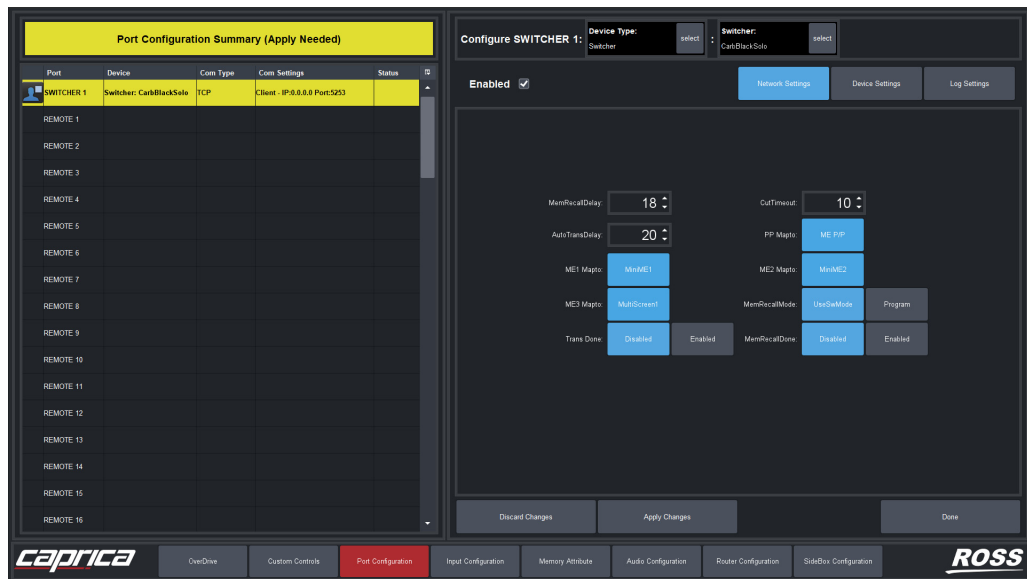 Port Configuration Summary (Apply Needed)
Port Device Com Type Com Settings Status
SWITCHER 1 Switcher: CarbBlackSolo TCP Client - IP:0.0.0.0 Port:5253
REMOTE 1
REMOTE 2
REMOTE 3
REMOTE 4
REMOTE 5
REMOTE 6
REMOTE 7
REMOTE 8
REMOTE 9
REMOTE 10
REMOTE 11
REMOTE 12
REMOTE 13
REMOTE 14
REMOTE 15
REMOTE 16
Configure SWITCHER 1: Device Type: Switcher select : Switcher: CarbBlackSolo select
Enabled Network Settings Device Settings Log Settings
MemRecallDelay: 18 CutTimeout: 10
AutoTransDelay: 20 PP Mapto: ME P/P
ME1 Mapto: MiniME1 ME2 Mapto: MiniME2
ME3 Mapto: MultiScreen1 MemRecallMode: UseSwMode Program
Trans Done: Disabled Enabled MemRecallDone: Disabled Enabled
Discard Changes Apply Changes Done
caprica OverDrive Custom Controls Port Configuration Input Configuration Memory Attribute Audio Configuration Router Configuration SideBox Configuration ROSS